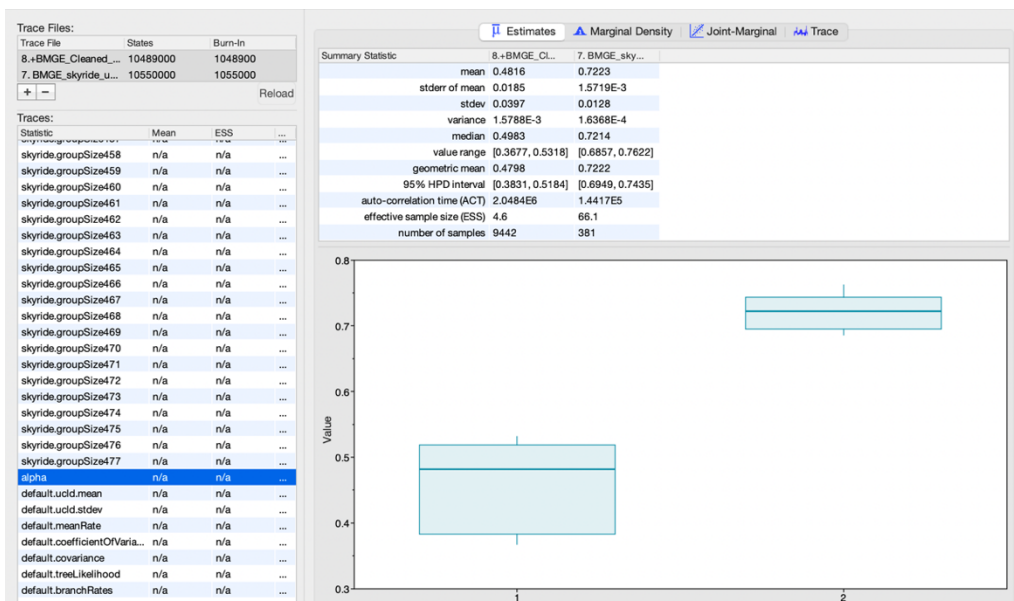 Trace Files:
Trace File States Burn-In
8.+BMGE_Cleaned_... 10489000 1048900
7. BMGE_skyride_u... 10550000 1055000
+ − Reload
Traces:
Statistic Mean ESS ...
skyride.groupSize458 n/a n/a ...
skyride.groupSize459 n/a n/a ...
skyride.groupSize460 n/a n/a ...
skyride.groupSize461 n/a n/a ...
skyride.groupSize462 n/a n/a ...
skyride.groupSize463 n/a n/a ...
skyride.groupSize464 n/a n/a ...
skyride.groupSize465 n/a n/a ...
skyride.groupSize466 n/a n/a ...
skyride.groupSize467 n/a n/a ...
skyride.groupSize468 n/a n/a ...
skyride.groupSize469 n/a n/a ...
skyride.groupSize470 n/a n/a ...
skyride.groupSize471 n/a n/a ...
skyride.groupSize472 n/a n/a ...
skyride.groupSize473 n/a n/a ...
skyride.groupSize474 n/a n/a ...
skyride.groupSize475 n/a n/a ...
skyride.groupSize476 n/a n/a ...
skyride.groupSize477 n/a n/a ...
alpha n/a n/a ...
default.ucld.mean n/a n/a ...
default.ucld.stdev n/a n/a ...
default.meanRate n/a n/a ...
default.coefficientOfVaria... n/a n/a ...
default.covariance n/a n/a ...
default.treeLikelihood n/a n/a ...
default.branchRates n/a n/a ...
Estimates Marginal Density Joint-Marginal Trace
Summary Statistic 8.+BMGE_Cl... 7. BMGE_sky...
mean 0.4816 0.7223
stderr of mean 0.0185 1.5719E-3
stdev 0.0397 0.0128
variance 1.5788E-3 1.6368E-4
median 0.4983 0.7214
value range [0.3677, 0.5318] [0.6857, 0.7622]
geometric mean 0.4798 0.7222
95% HPD interval [0.3831, 0.5184] [0.6949, 0.7435]
auto-correlation time (ACT) 2.0484E6 1.4417E5
effective sample size (ESS) 4.6 66.1
number of samples 9442 381
0.8
0.7
0.6
Value
0.5
0.4
0.3
1 2